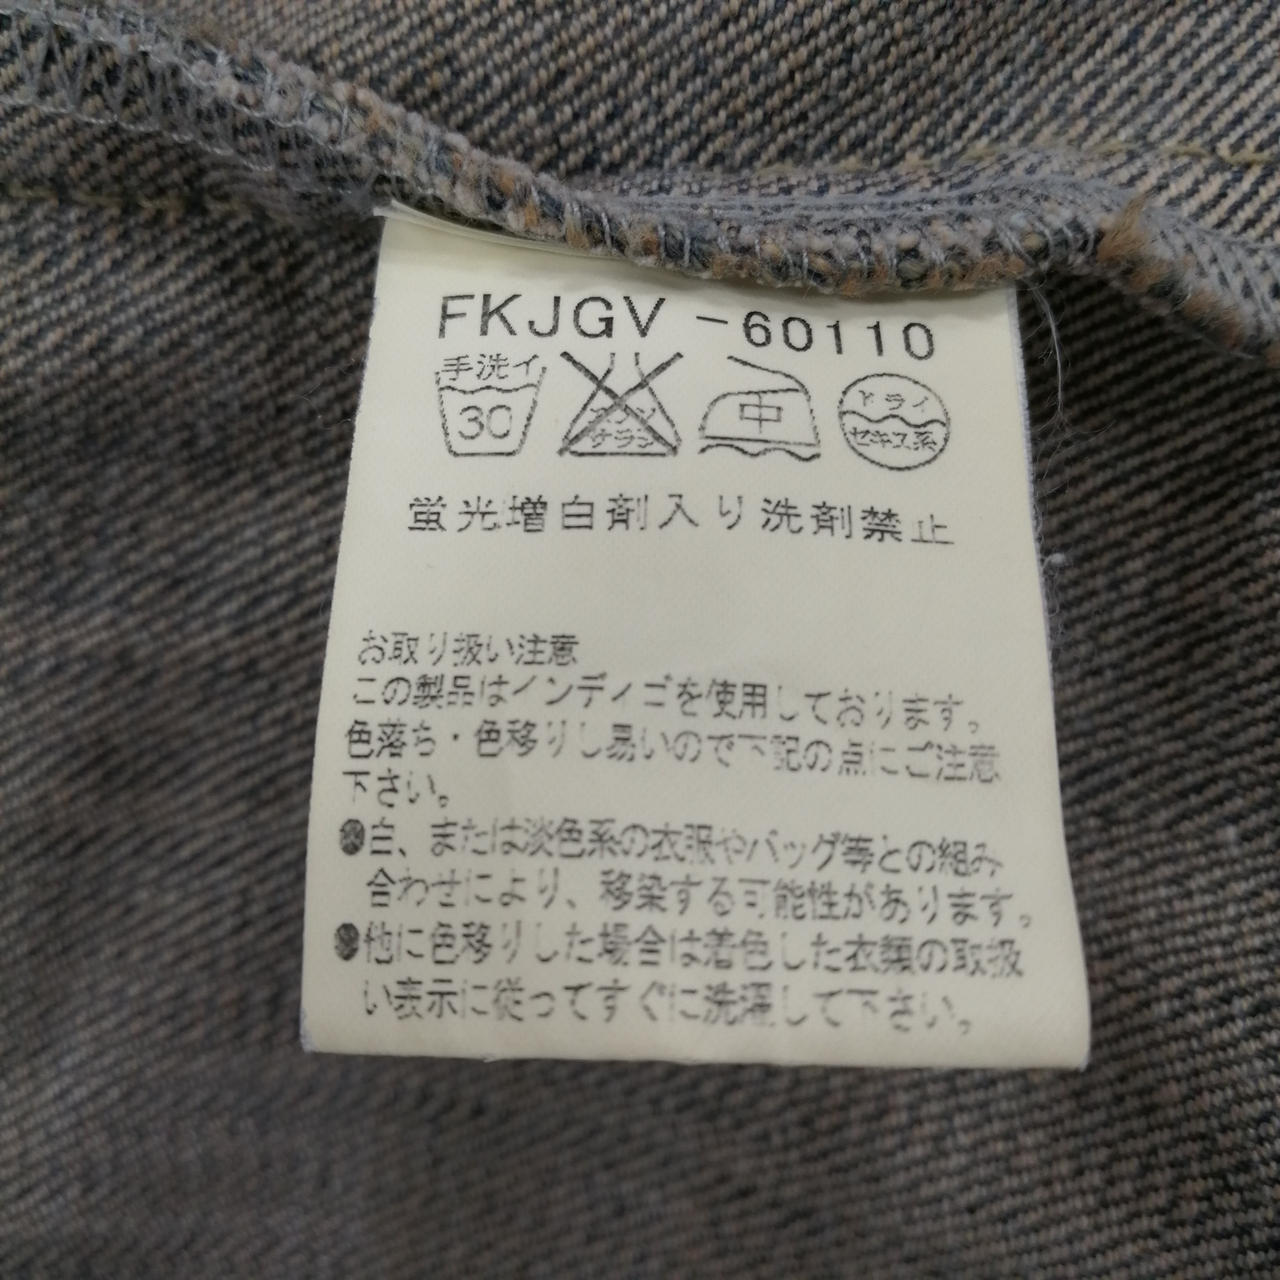 FKJGV -60110
手洗イ 30 エンソ サラシ 中 ドライ セキユ系
蛍光増白剤入り洗剤禁止
お取り扱い注意
この製品はインディゴを使用しております。
色落ち・色移りし易いので下記の点にご注意
下さい。
●白、または淡色系の衣服やバッグ等との組み
合わせにより、移染する可能性があります。
●他に色移りした場合は着色した衣類の取扱
い表示に従ってすぐに洗濯して下さい。